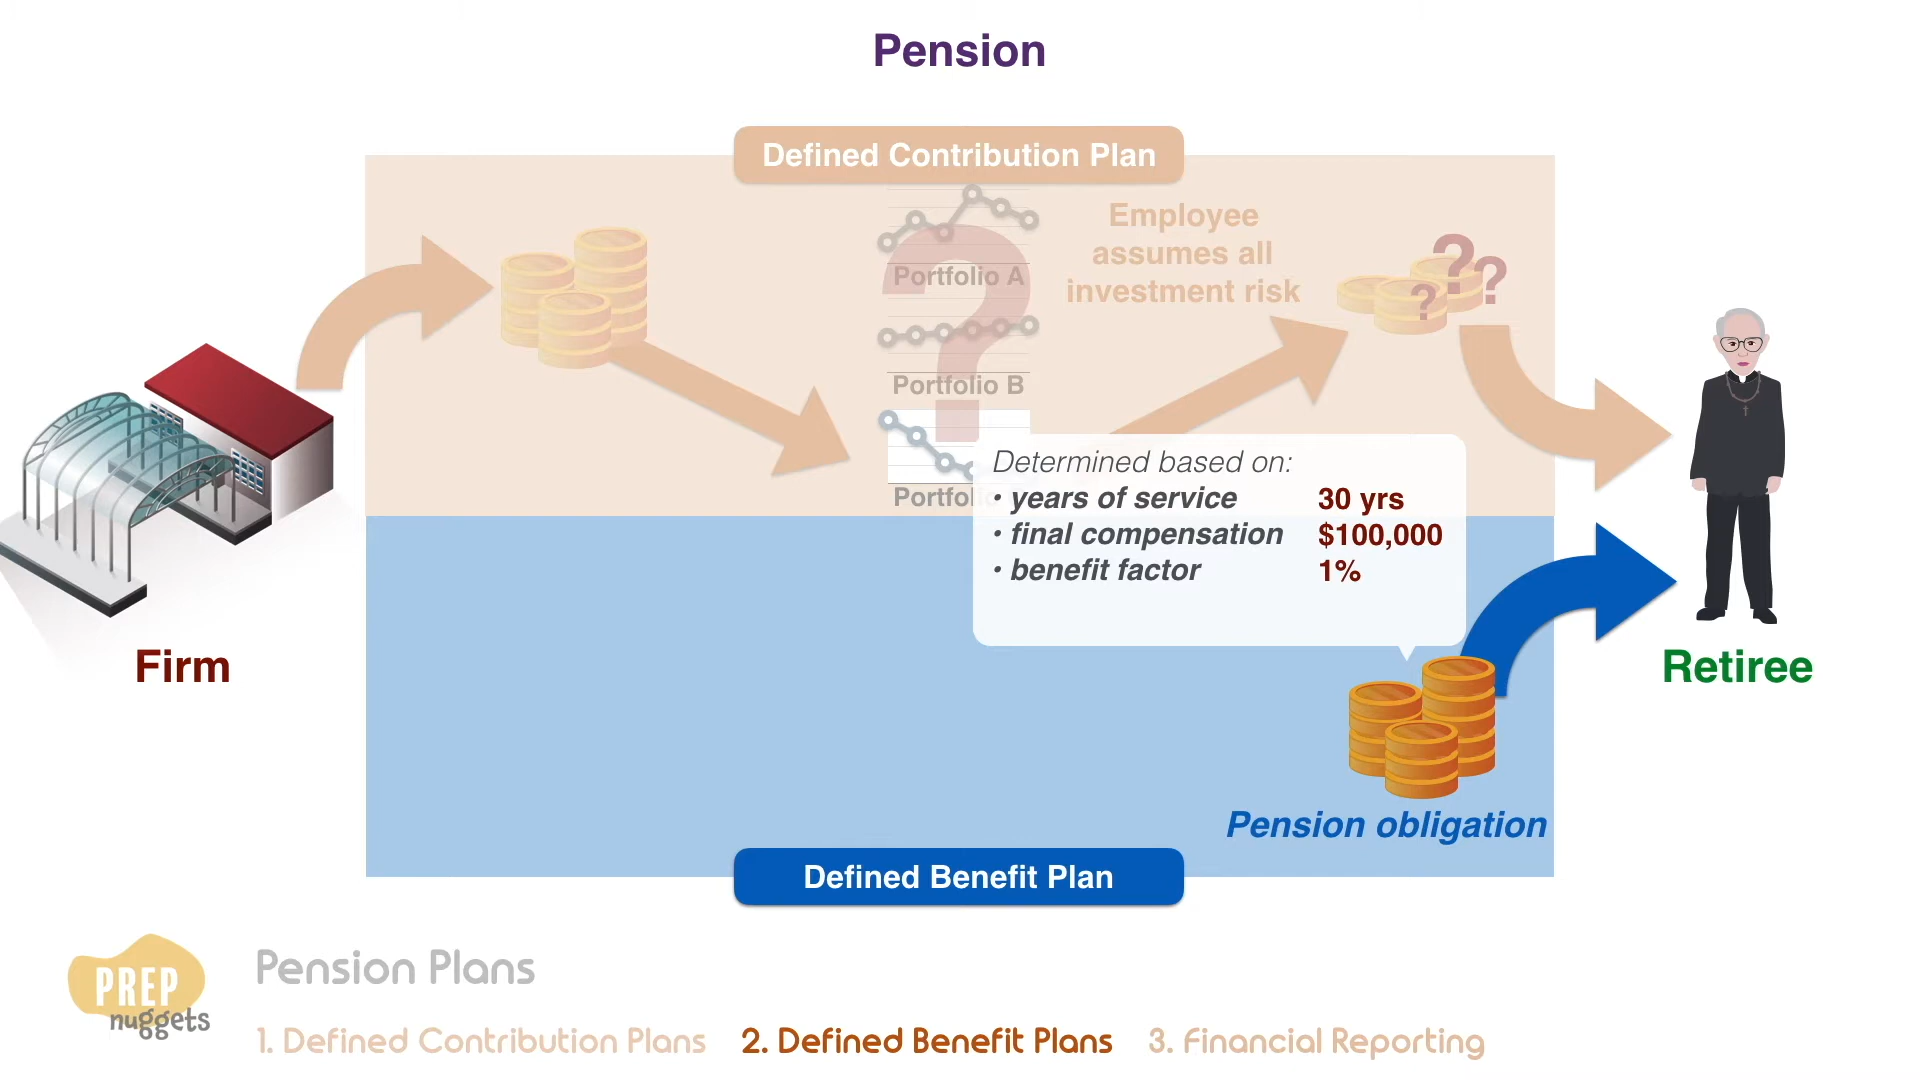 Pension
Defined Contribution Plan
Employee
assumes all
investment risk
Portfolio A
Portfolio B
Portfol
? ? ? ?
Determined based on:
• years of service 30 yrs
• final compensation $100,000
• benefit factor 1%
Firm
Retiree
Pension obligation
Defined Benefit Plan
PREP
nuggets
Pension Plans
1. Defined Contribution Plans 2. Defined Benefit Plans 3. Financial Reporting